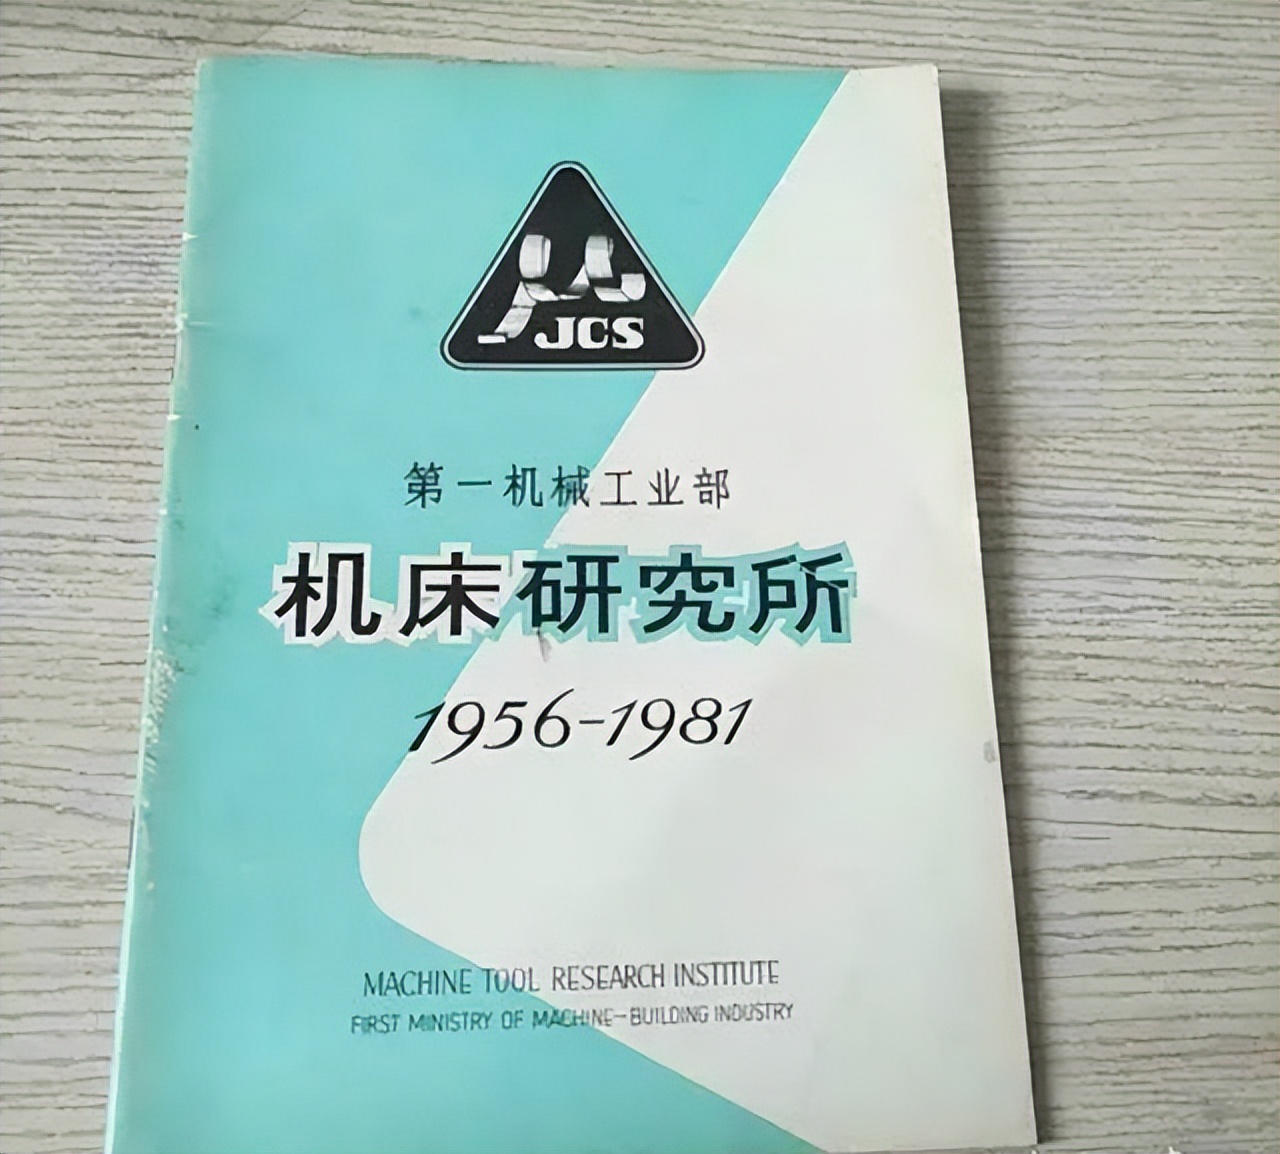 μ
JCS
第一机械工业部
机床研究所
1956-1981
MACHINE TOOL RESEARCH INSTITUTE
FIRST MINISTRY OF MACHINE-BUILDING INDUSTRY